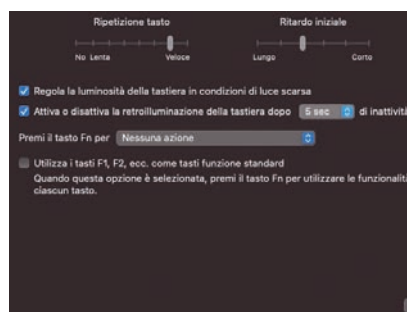 Ripetizione tasto
Ritardo iniziale
No Lenta
Veloce
Lungo
Corto
Regola la luminosità della tastiera in condizioni di luce scarsa
Attiva o disattiva la retroilluminazione della tastiera dopo 5 sec di inattivit
Premi il tasto Fn per Nessuna azione
Utilizza i tasti F1, F2, ecc. come tasti funzione standard
Quando questa opzione è selezionata, premi il tasto Fn per utilizzare le funzionalit
ciascun tasto.